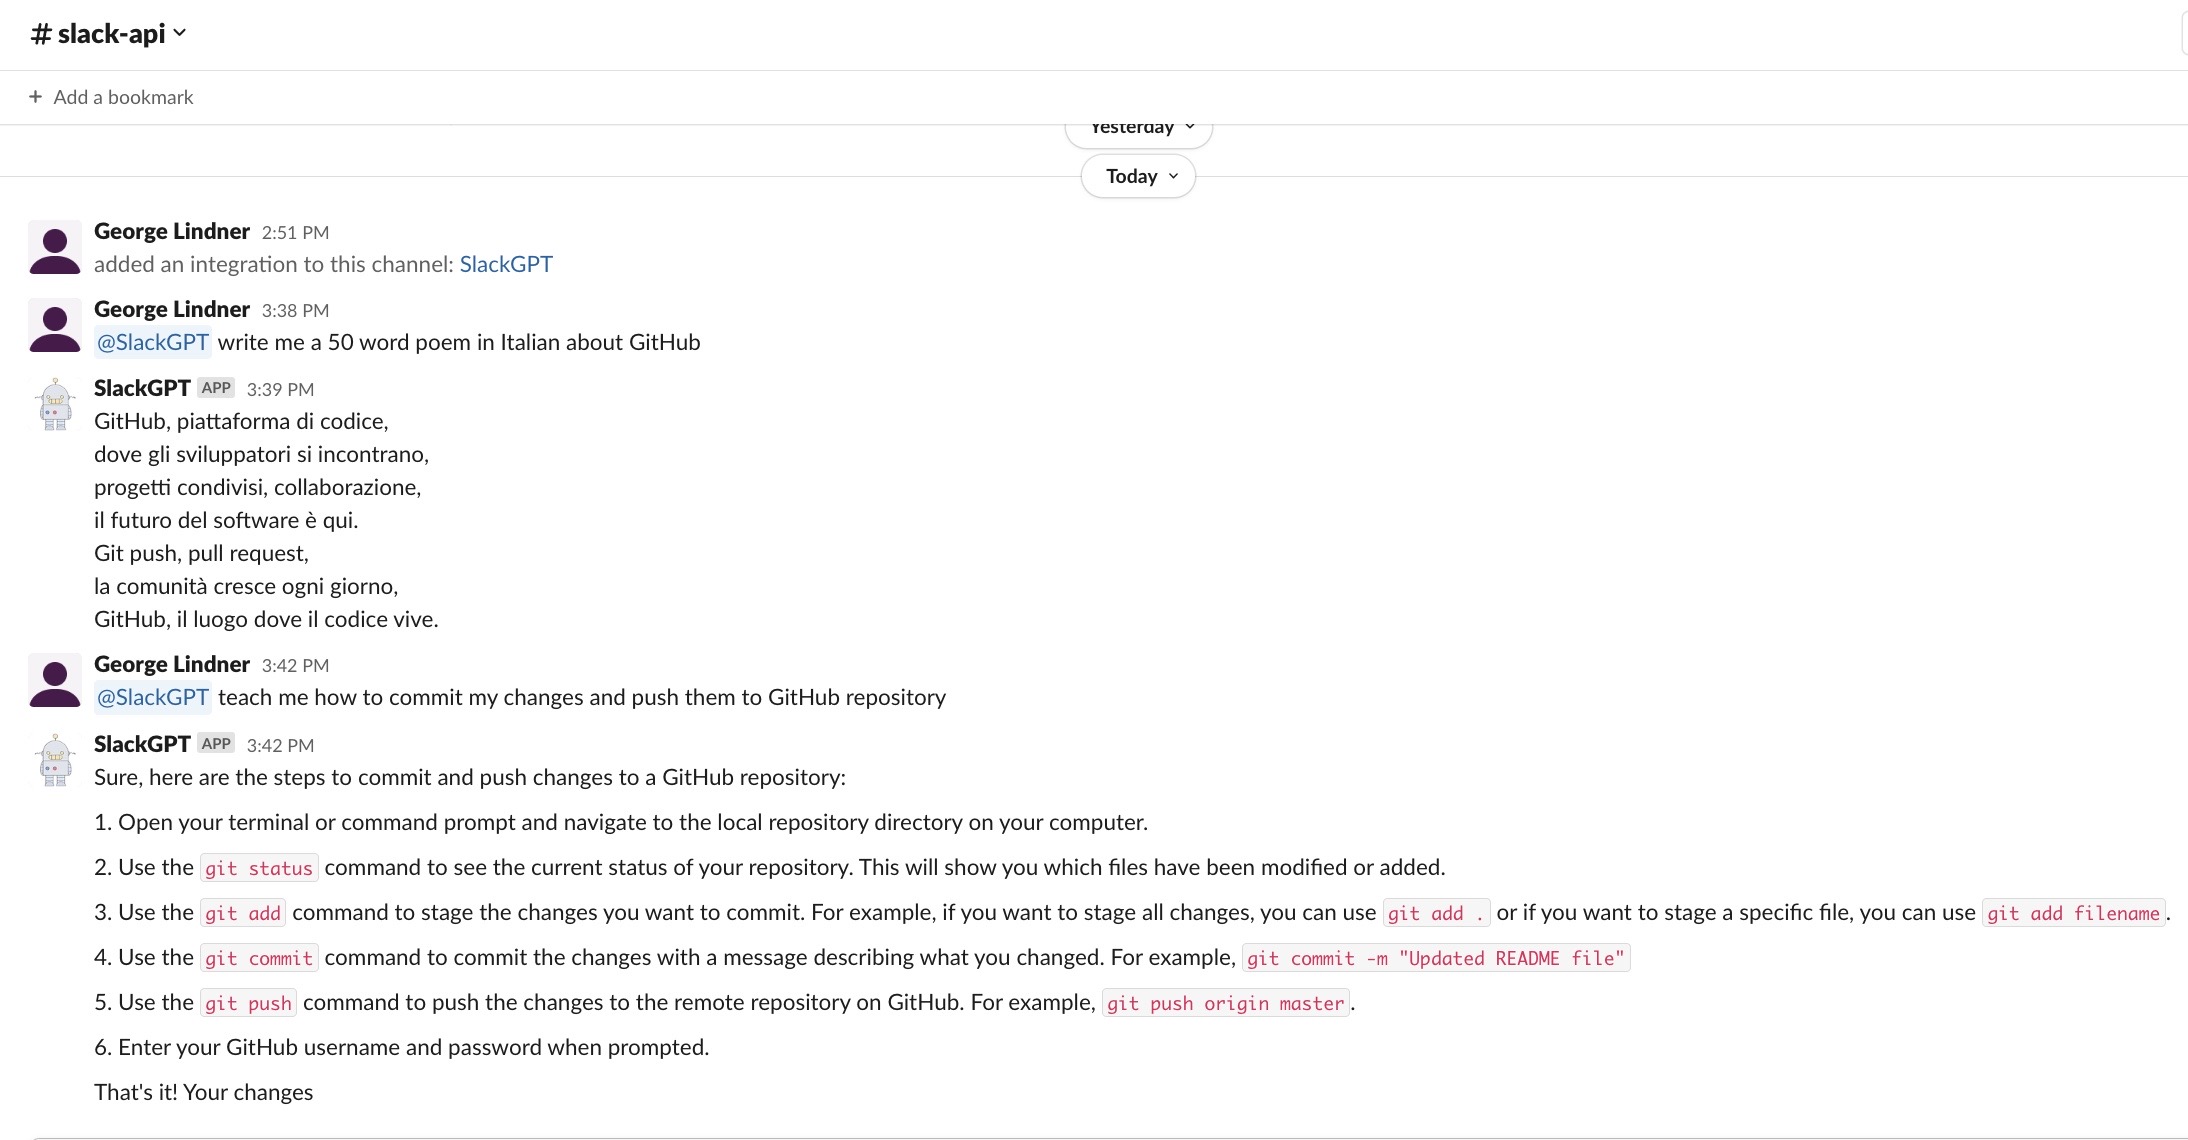 # slack-api
+ Add a bookmark
Yesterday
Today
George Lindner 2:51 PM
added an integration to this channel: SlackGPT
George Lindner 3:38 PM
@SlackGPT write me a 50 word poem in Italian about GitHub
SlackGPT APP 3:39 PM
GitHub, piattaforma di codice,
dove gli sviluppatori si incontrano,
progetti condivisi, collaborazione,
il futuro del software è qui.
Git push, pull request,
la comunità cresce ogni giorno,
GitHub, il luogo dove il codice vive.
George Lindner 3:42 PM
@SlackGPT teach me how to commit my changes and push them to GitHub repository
SlackGPT APP 3:42 PM
Sure, here are the steps to commit and push changes to a GitHub repository:
1. Open your terminal or command prompt and navigate to the local repository directory on your computer.
2. Use the git status command to see the current status of your repository. This will show you which files have been modified or added.
3. Use the git add command to stage the changes you want to commit. For example, if you want to stage all changes, you can use git add . or if you want to stage a specific file, you can use git add filename.
4. Use the git commit command to commit the changes with a message describing what you changed. For example, git commit -m "Updated README file"
5. Use the git push command to push the changes to the remote repository on GitHub. For example, git push origin master.
6. Enter your GitHub username and password when prompted.
That's it! Your changes